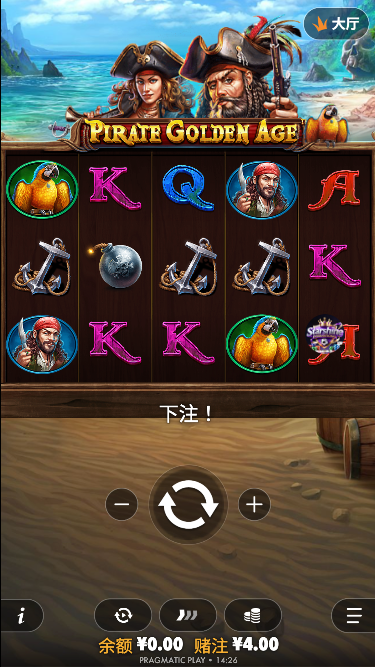 大厅
PIRATE GOLDEN AGE
K Q A
K
Starshine
K K A
下注！
余额 ¥0.00 赌注 ¥4.00
PRAGMATIC PLAY • 14:26